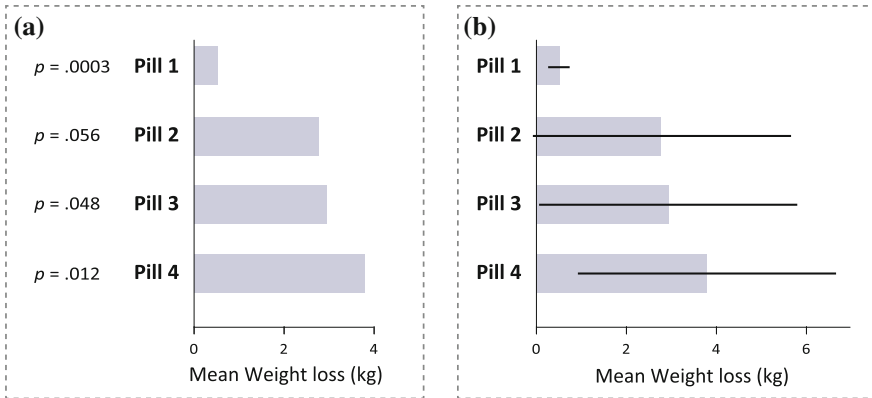 (a)
p = .0003 Pill 1
p = .056 Pill 2
p = .048 Pill 3
p = .012 Pill 4
0 2 4
Mean Weight loss (kg)
(b)
Pill 1
Pill 2
Pill 3
Pill 4
0 2 4 6
Mean Weight loss (kg)